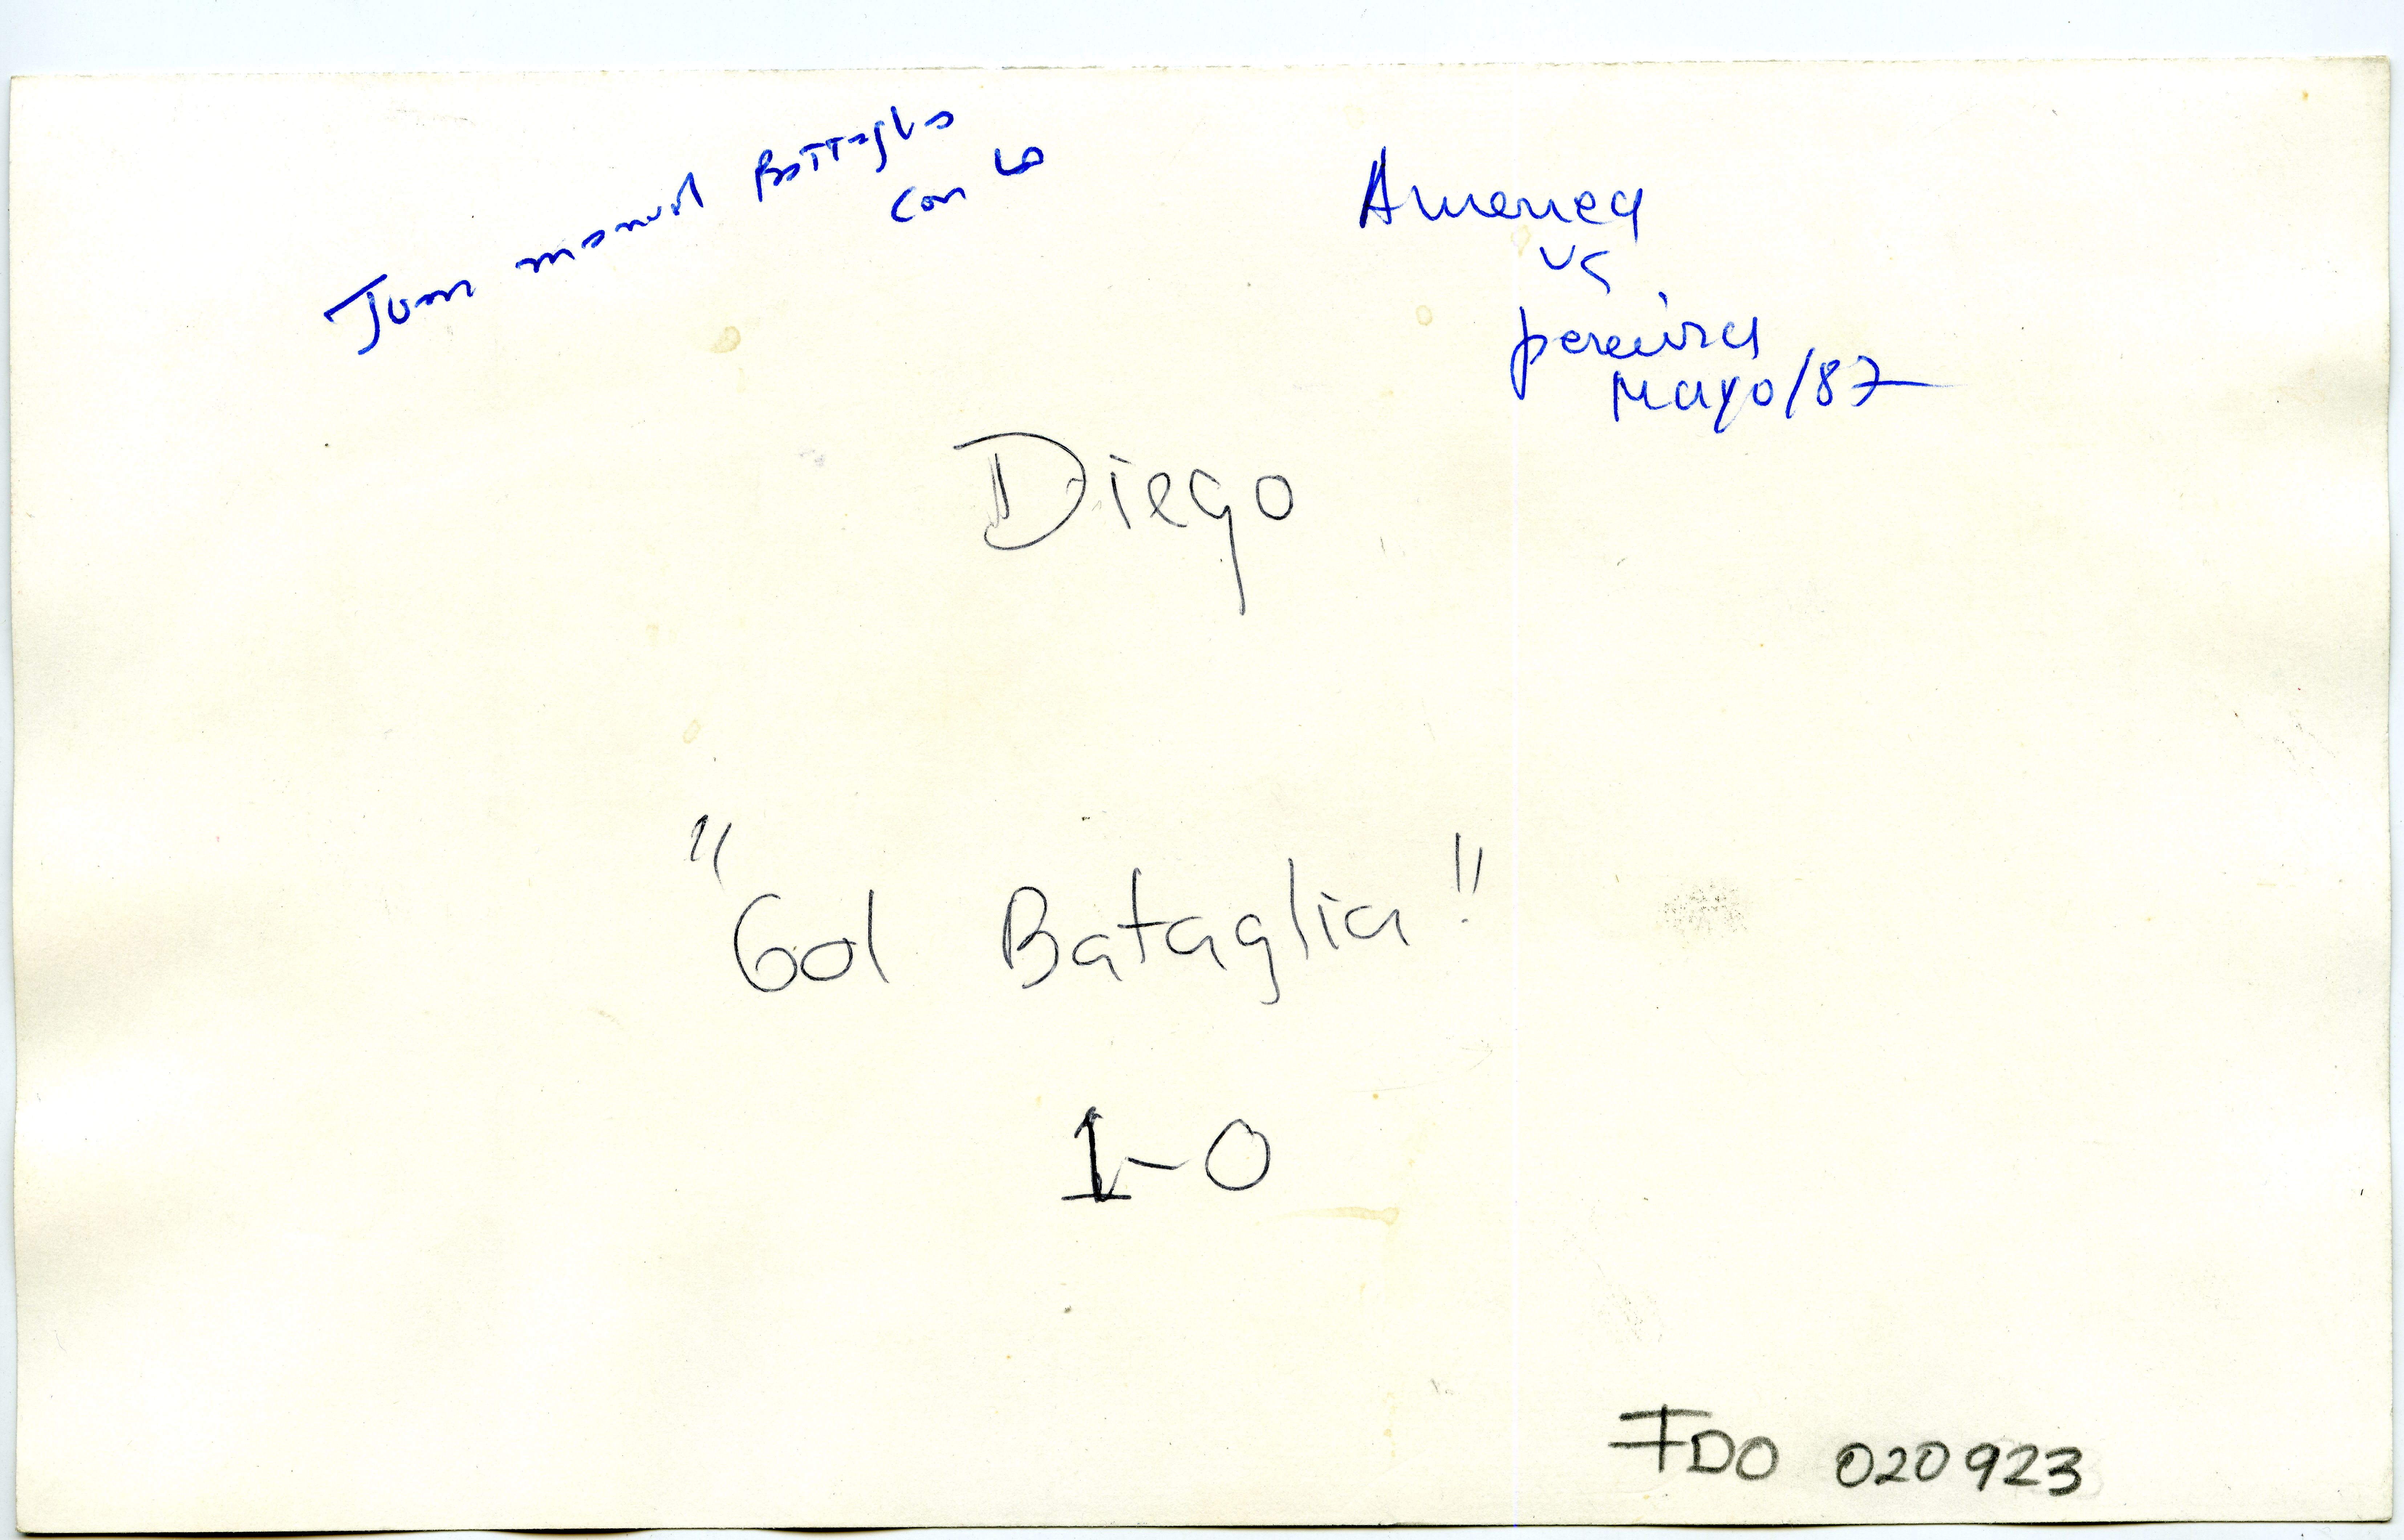 Juan manuel Battaglia
con la
America
vs
pereira
Mayo/87
Diego
"Gol Bataglia"
1-0
FDO 020923